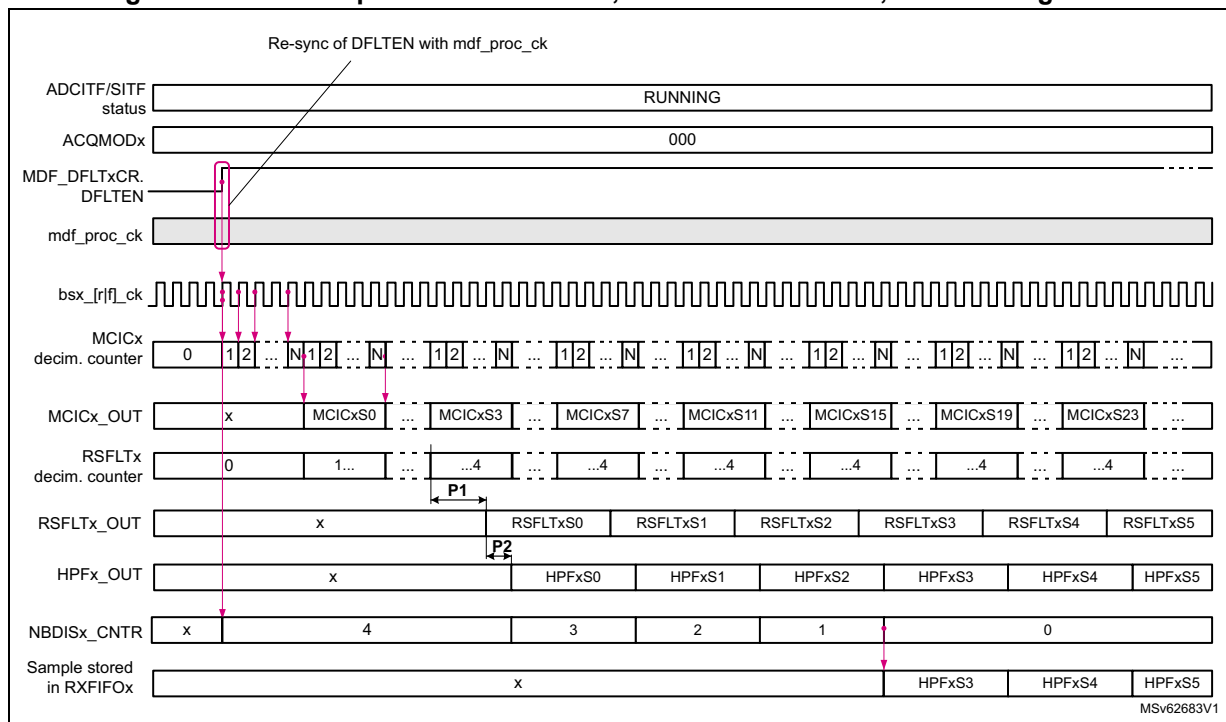 Re-sync of DFLTEN with mdf_proc_ck
ADCITF/SITF
status
RUNNING
ACQMODx
000
MDF_DFLTxCR.
DFLTEN
mdf_proc_ck
bsx_[r|f]_ck
MCICx
decim. counter
0 1 2 ... N 1 2 ... N ... 1 2 ... N ... 1 2 ... N ... 1 2 ... N ... 1 2 ... N ... 1 2 ... N ... 1 2 ... N ...
MCICx_OUT x MCICxS0 ... MCICxS3 ... MCICxS7 ... MCICxS11 ... MCICxS15 ... MCICxS19 ... MCICxS23 ...
RSFLTx
decim. counter
0 1... ... ...4 ... ...4 ... ...4 ... ...4 ... ...4 ... ...4 ...
P1
RSFLTx_OUT x RSFLTxS0 RSFLTxS1 RSFLTxS2 RSFLTxS3 RSFLTxS4 RSFLTxS5
P2
HPFx_OUT x HPFxS0 HPFxS1 HPFxS2 HPFxS3 HPFxS4 HPFxS5
NBDISx_CNTR x 4 3 2 1 0
Sample stored
in RXFIFOx
x HPFxS3 HPFxS4 HPFxS5
MSv62683V1